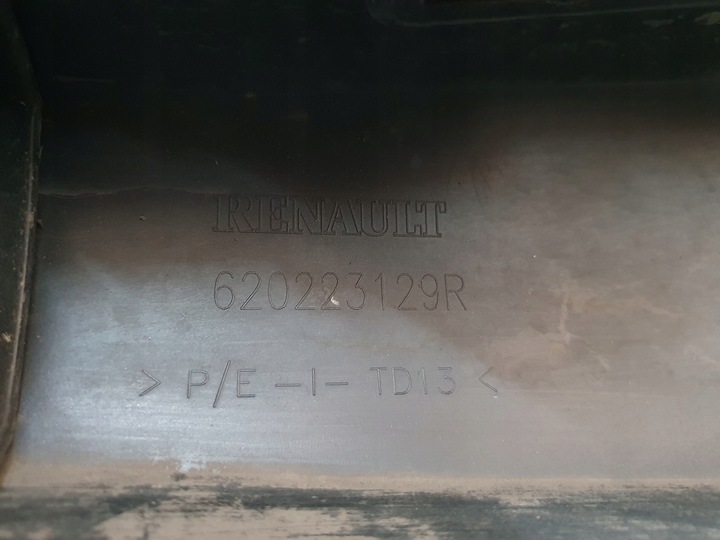 RENAULT
620223129R
> P/E -I- TD13 <